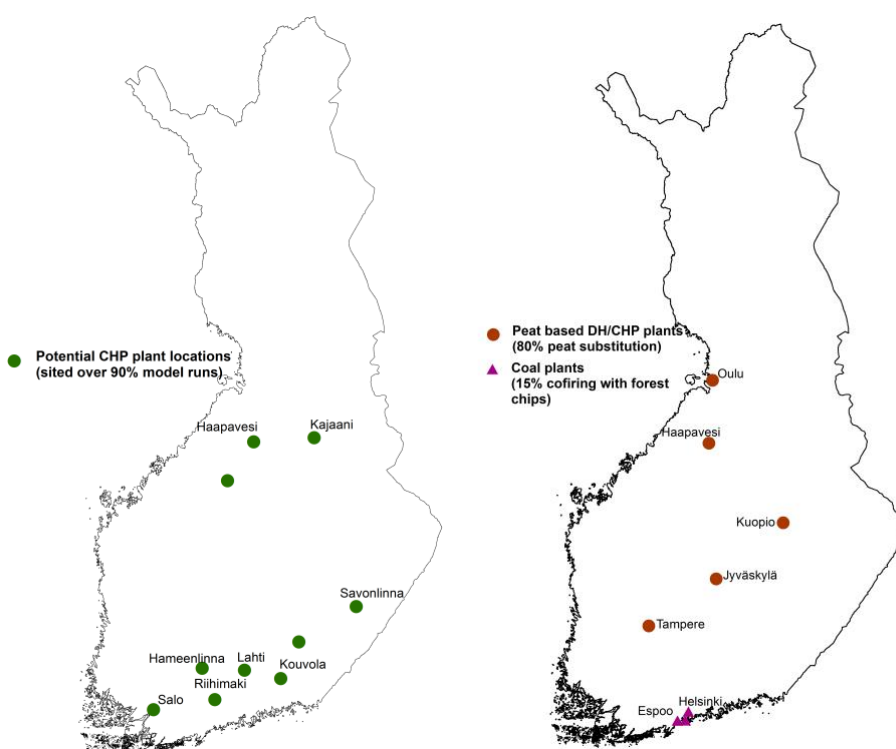 Potential CHP plant locations
(sited over 90% model runs)
Haapavesi
Kajaani
Savonlinna
Hameenlinna
Lahti
Kouvola
Riihimaki
Salo
Peat based DH/CHP plants
(80% peat substitution)
Coal plants
(15% cofiring with forest
chips)
Oulu
Haapavesi
Kuopio
Jyväskylä
Tampere
Helsinki
Espoo